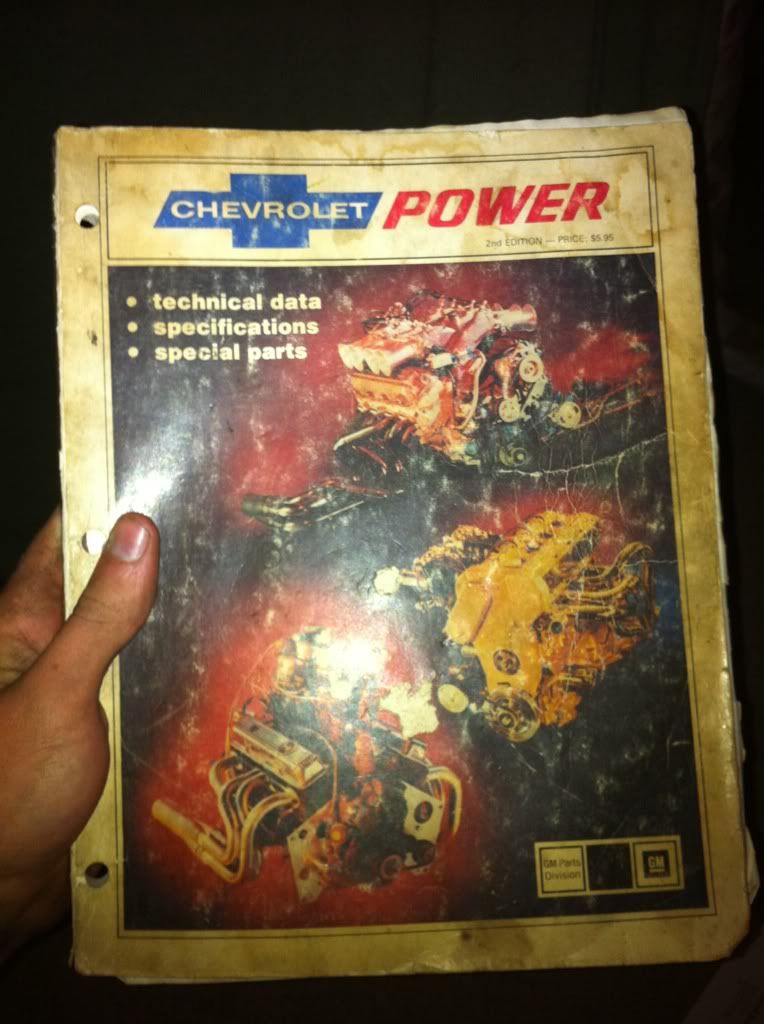 CHEVROLET POWER
2nd EDITION — PRICE: $5.95
• technical data
• specifications
• special parts
GM Parts
Division
GM